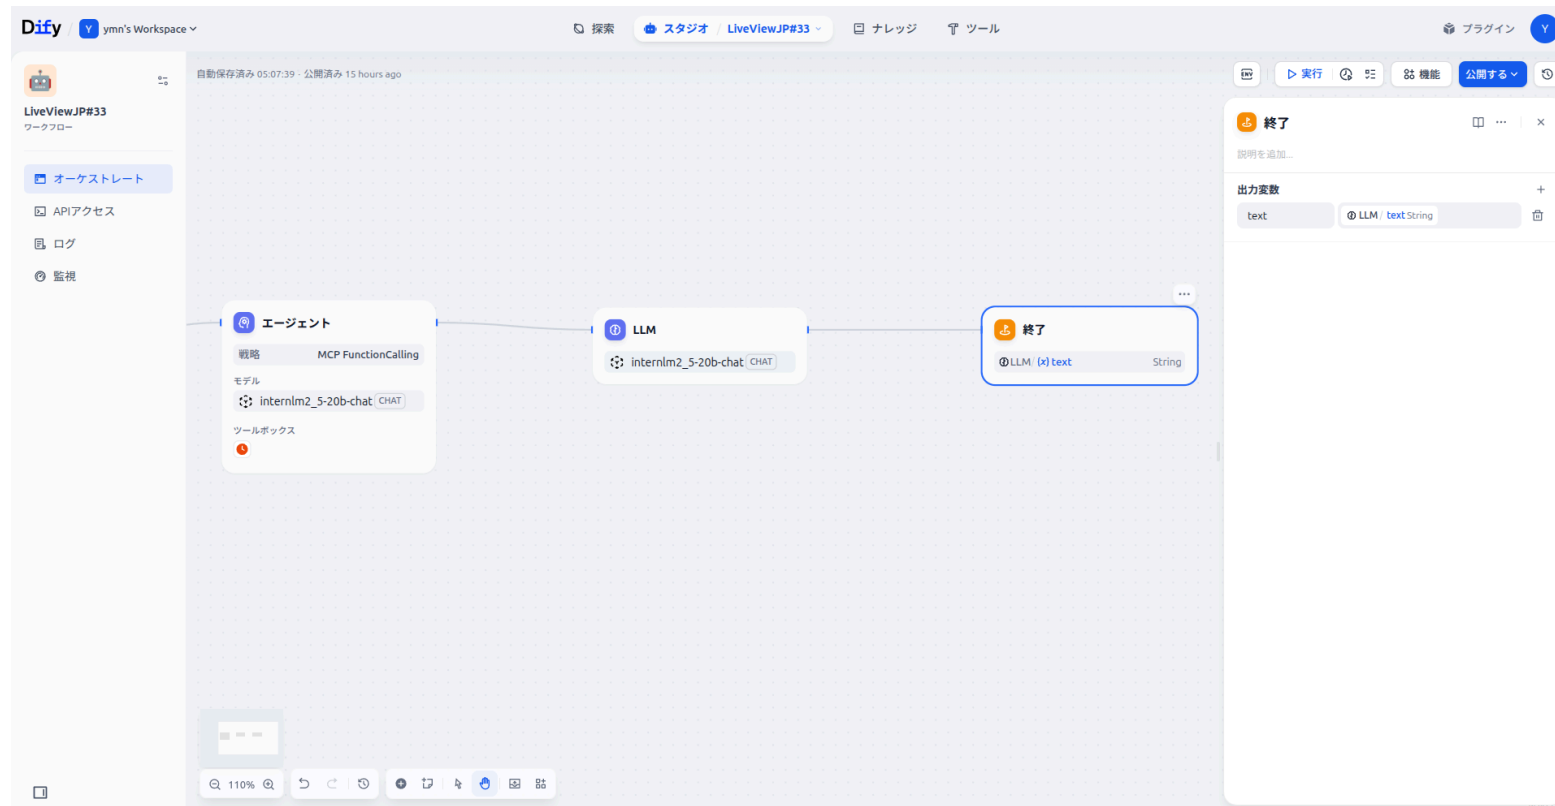 Dify / Y ymn's Workspace
探索
スタジオ / LiveViewJP#33
ナレッジ
ツール
プラグイン
Y
LiveViewJP#33
ワークフロー
オーケストレート
APIアクセス
ログ
監視
自動保存済み 05:07:39 · 公開済み 15 hours ago
ENV
実行
機能
公開する
エージェント
戦略 MCP FunctionCalling
モデル
internlm2_5-20b-chat CHAT
ツールボックス
LLM
internlm2_5-20b-chat CHAT
終了
LLM / (x) text String
終了
説明を追加...
出力変数
text LLM / text String
110%